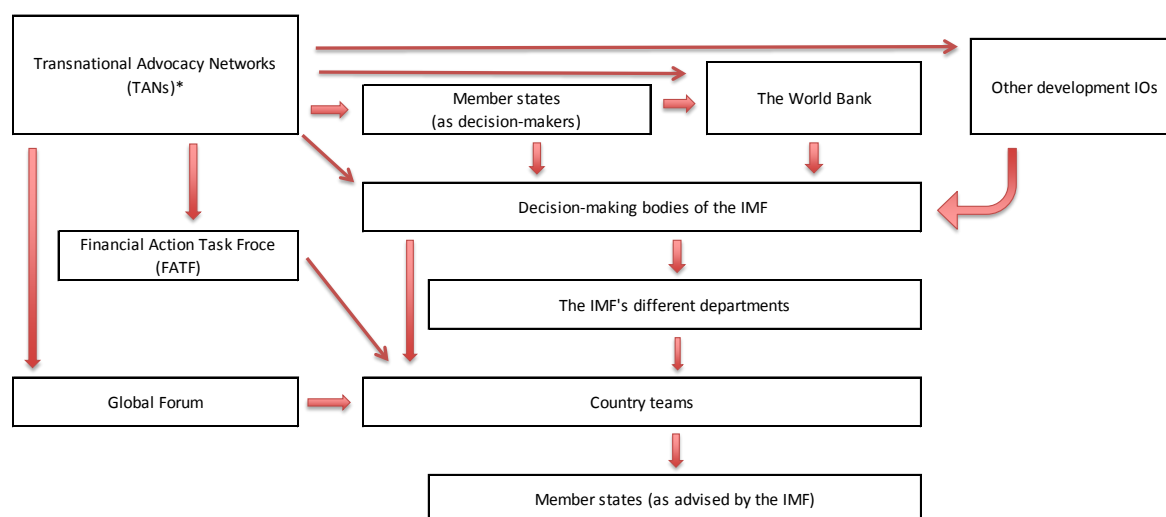 Transnational Advocacy Networks
(TANs)*
Member states
(as decision-makers)
The World Bank
Other development IOs
Decision-making bodies of the IMF
Financial Action Task Froce
(FATF)
The IMF's different departments
Global Forum
Country teams
Member states (as advised by the IMF)